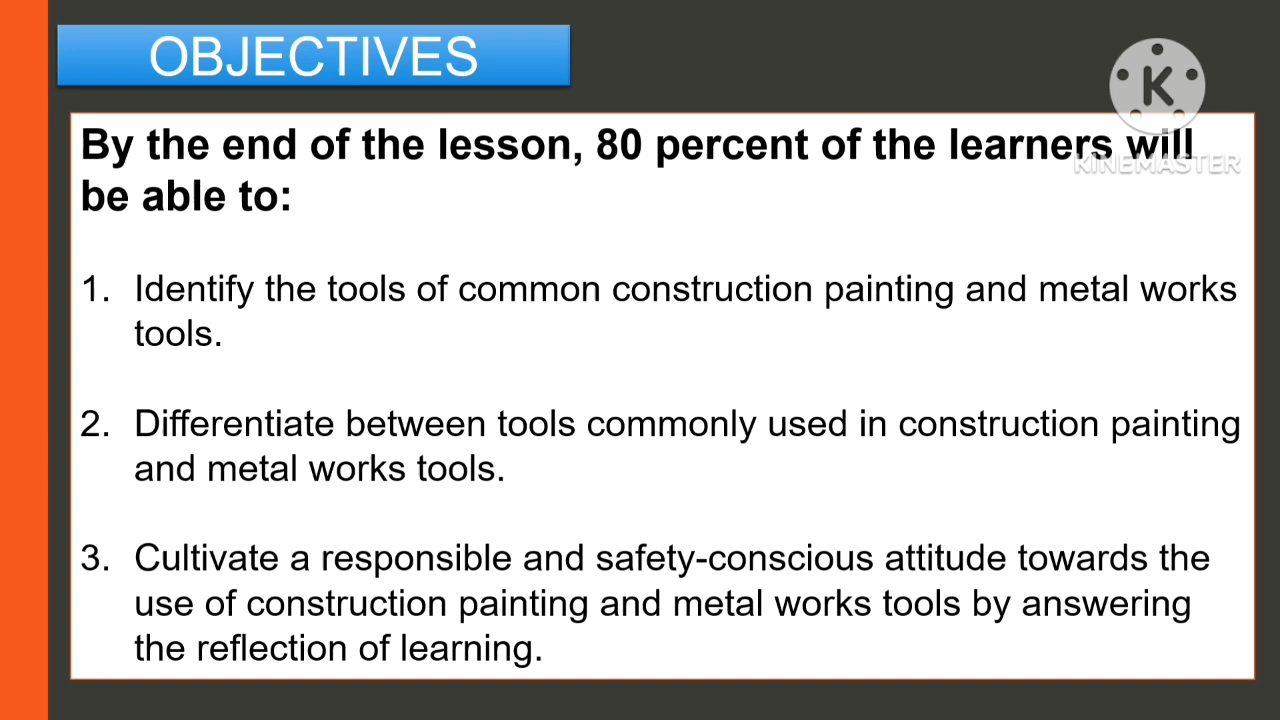 OBJECTIVES
By the end of the lesson, 80 percent of the learners will
be able to:
1. Identify the tools of common construction painting and metal works
tools.
2. Differentiate between tools commonly used in construction painting
and metal works tools.
3. Cultivate a responsible and safety-conscious attitude towards the
use of construction painting and metal works tools by answering
the reflection of learning.
K
KINEMASTER